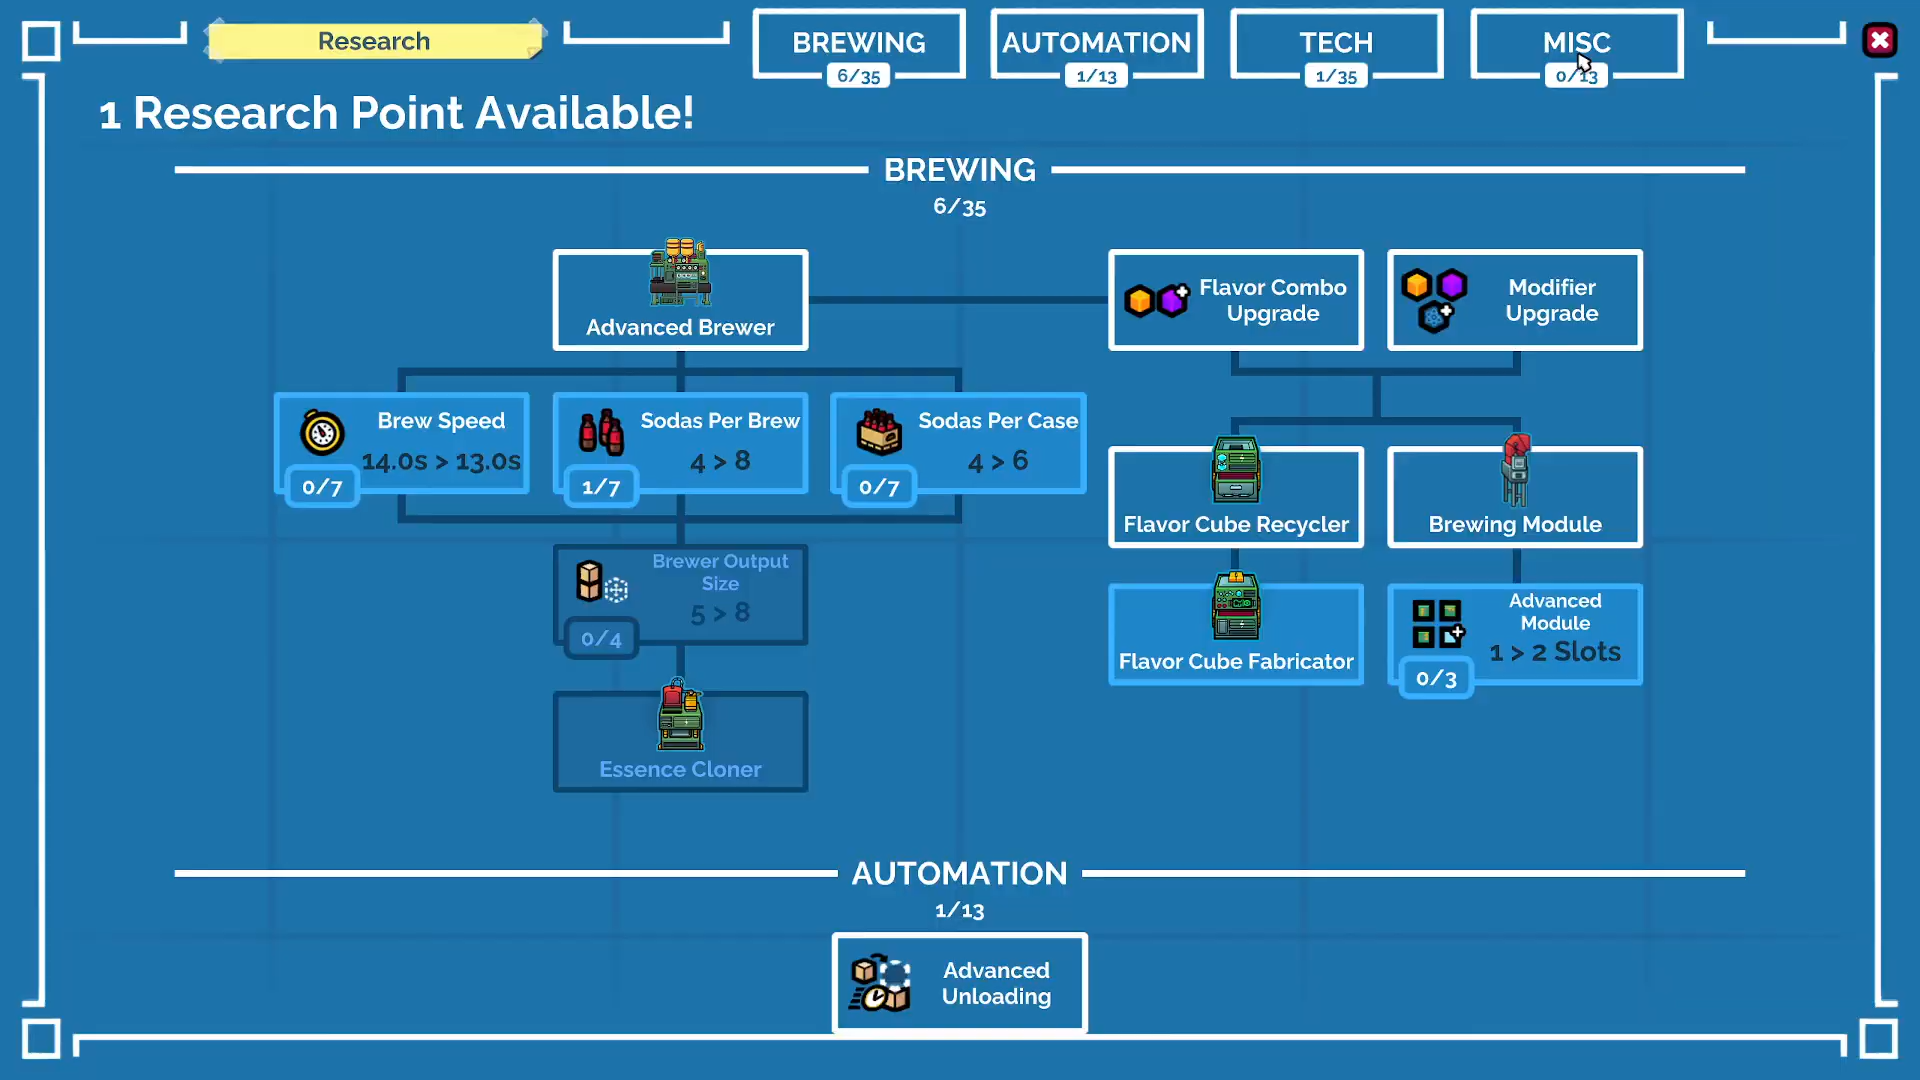 Research
BREWING
6/35
AUTOMATION
1/13
TECH
1/35
MISC
0/13
1 Research Point Available!
BREWING
6/35
Advanced Brewer
Flavor Combo
Upgrade
Modifier
Upgrade
Brew Speed
14.0s > 13.0s
0/7
Sodas Per Brew
4 > 8
1/7
Sodas Per Case
4 > 6
0/7
Flavor Cube Recycler
Brewing Module
Brewer Output
Size
5 > 8
0/4
Flavor Cube Fabricator
Advanced
Module
1 > 2 Slots
0/3
Essence Cloner
AUTOMATION
1/13
Advanced
Unloading